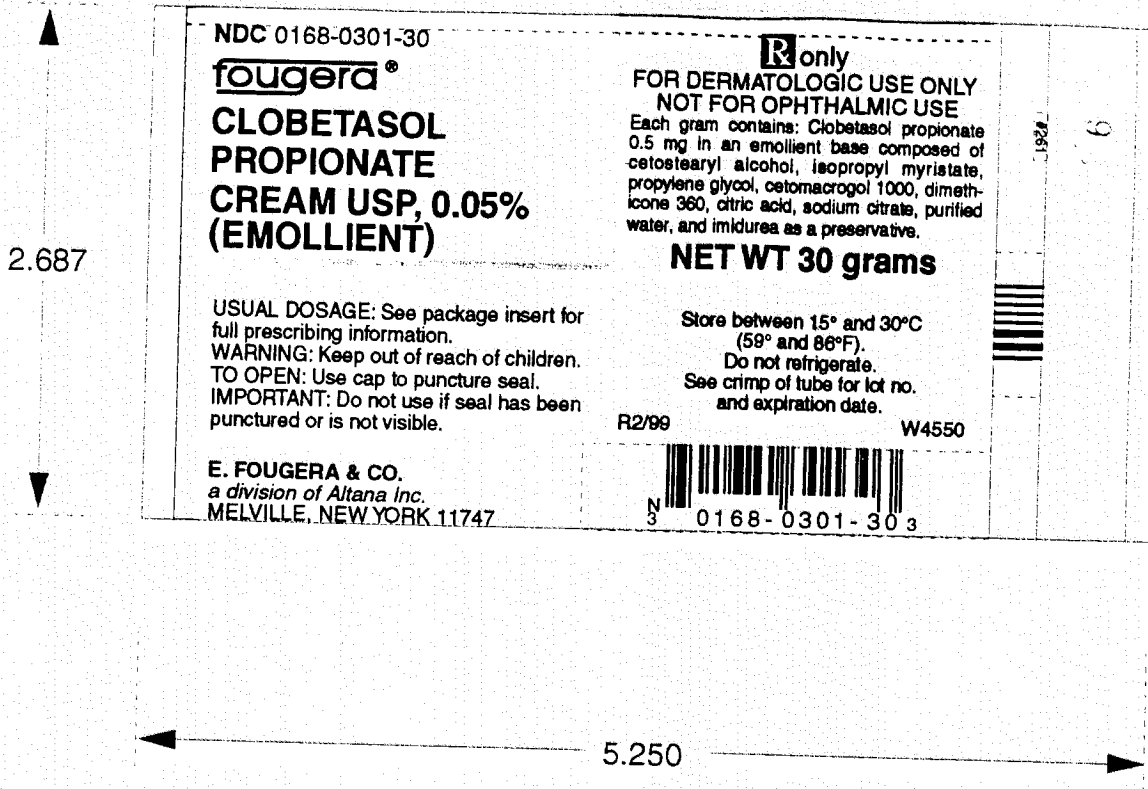 NDC 0168-0301-30
fougera®
CLOBETASOL
PROPIONATE
CREAM USP, 0.05%
(EMOLLIENT)
USUAL DOSAGE: See package insert for
full prescribing information.
WARNING: Keep out of reach of children.
TO OPEN: Use cap to puncture seal.
IMPORTANT: Do not use if seal has been
punctured or is not visible.
E. FOUGERA & CO.
a division of Altana Inc.
MELVILLE, NEW YORK 11747
Rx only
FOR DERMATOLOGIC USE ONLY
NOT FOR OPHTHALMIC USE
Each gram contains: Clobetasol propionate
0.5 mg in an emollient base composed of
cetostearyl alcohol, isopropyl myristate,
propylene glycol, cetomacrogol 1000, dimeth-
icone 360, citric acid, sodium citrate, purified
water, and imidurea as a preservative.
NET WT 30 grams
Store between 15° and 30°C
(59° and 86°F).
Do not refrigerate.
See crimp of tube for lot no.
and expiration date.
R2/99 W4550
N
3 0168-0301-30 3
#261
2.687
5.250